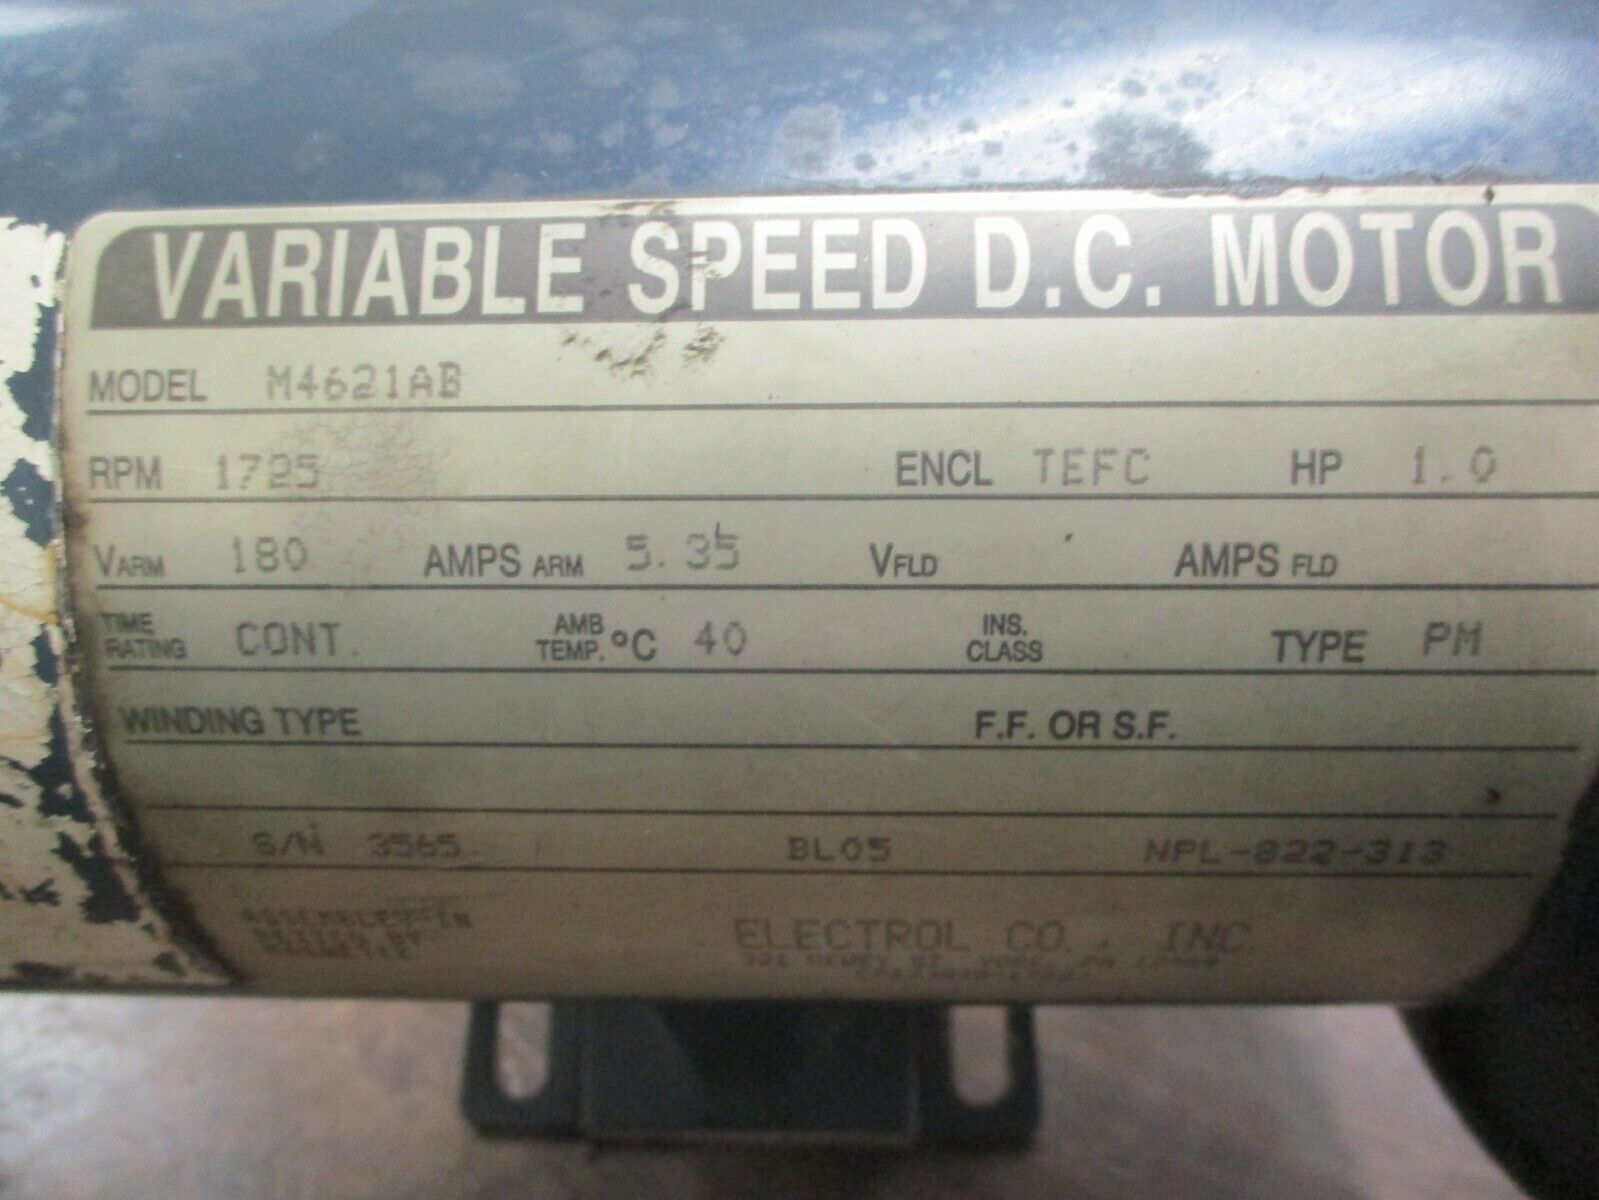 VARIABLE SPEED D.C. MOTOR
MODEL M4621AB
RPM 1725 ENCL TEFC HP 1.0
VARM 180 AMPS ARM 5.35 VFLD AMPS FLD
TIME RATING CONT. AMB TEMP. °C 40 INS. CLASS TYPE PM
WINDING TYPE F.F. OR S.F.
S/N 3565 BL05 NPL-822-313
ELECTROL CO., INC